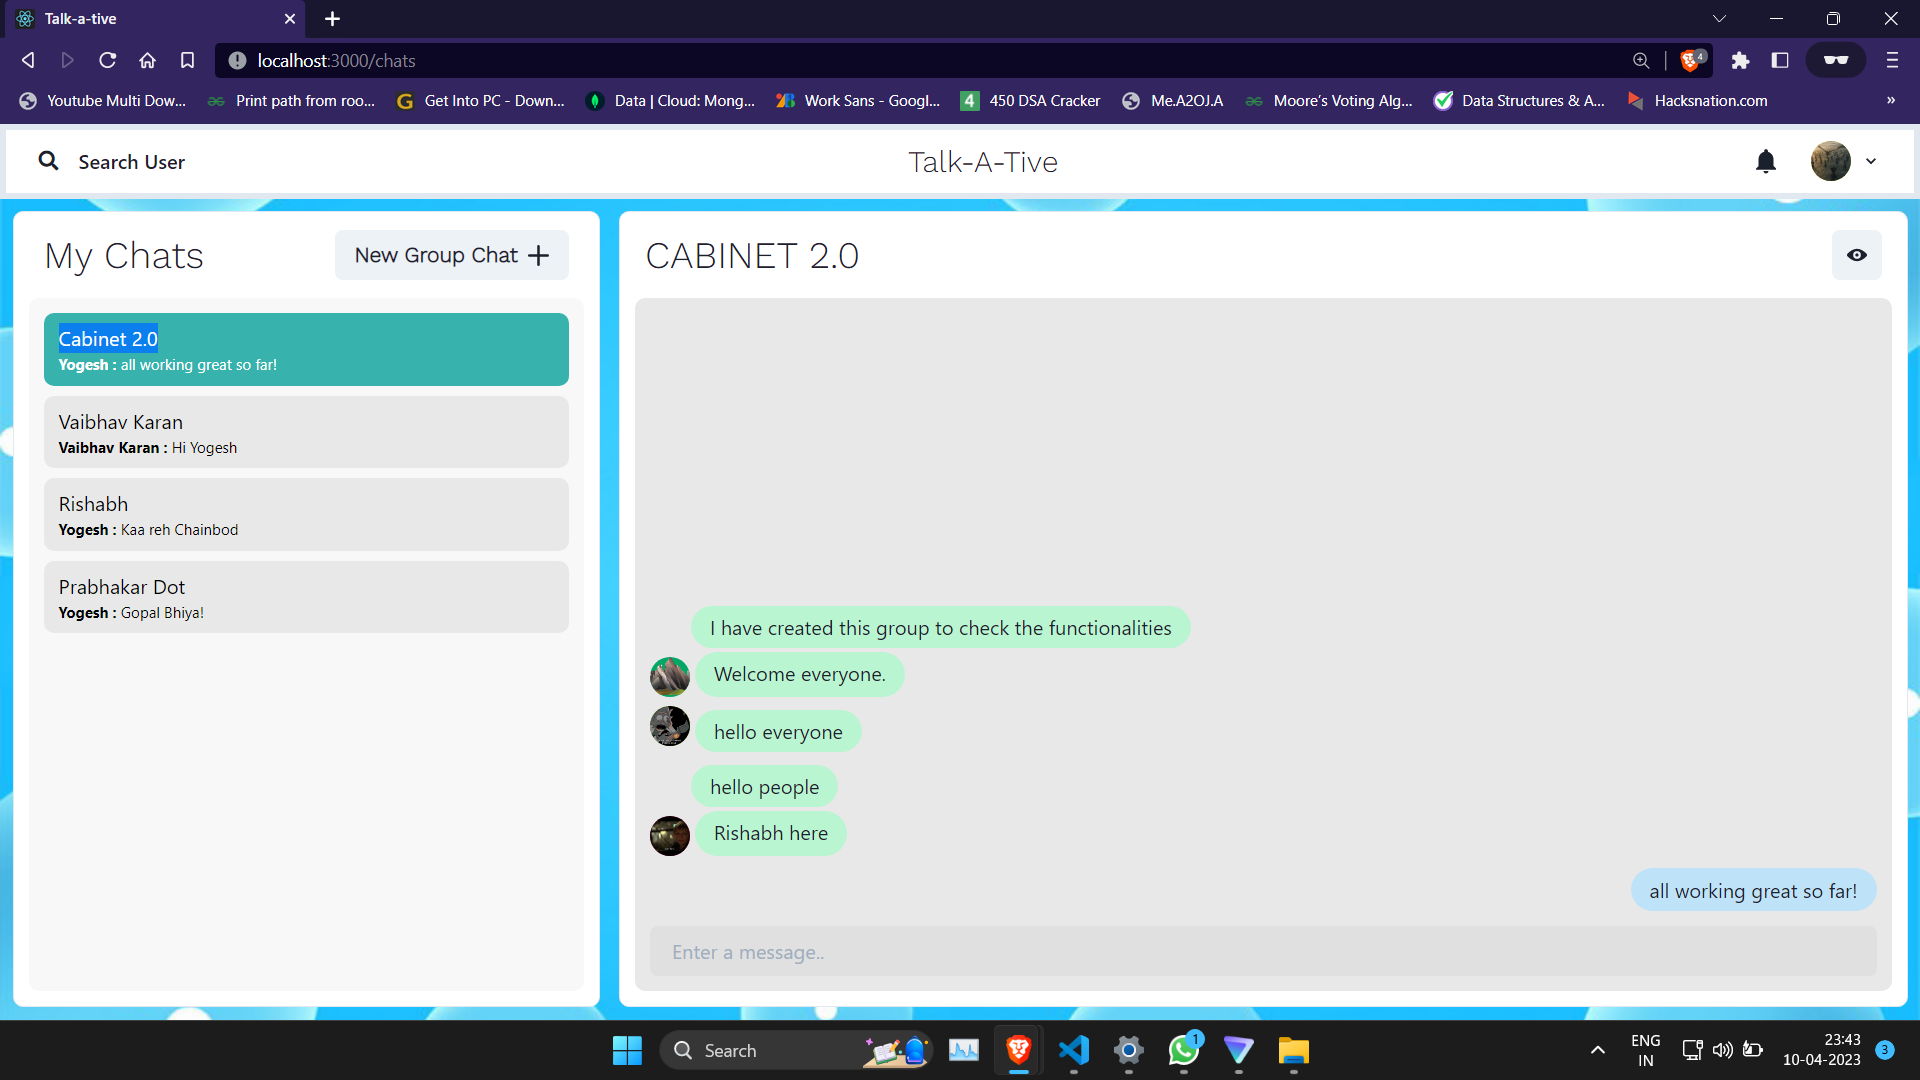 Talk-a-tive
localhost:3000/chats
4
Youtube Multi Dow... Print path from roo... Get Into PC - Down... Data | Cloud: Mong... Work Sans - Googl... 4 450 DSA Cracker Me.A2OJ.A Moore's Voting Alg... Data Structures & A... Hacksnation.com »
Search User
Talk-A-Tive
My Chats
New Group Chat
Cabinet 2.0
Yogesh : all working great so far!
Vaibhav Karan
Vaibhav Karan : Hi Yogesh
Rishabh
Yogesh : Kaa reh Chainbod
Prabhakar Dot
Yogesh : Gopal Bhiya!
CABINET 2.0
I have created this group to check the functionalities
Welcome everyone.
hello everyone
hello people
Rishabh here
all working great so far!
Enter a message..
Search
1
ENG
IN
23:43
10-04-2023
3